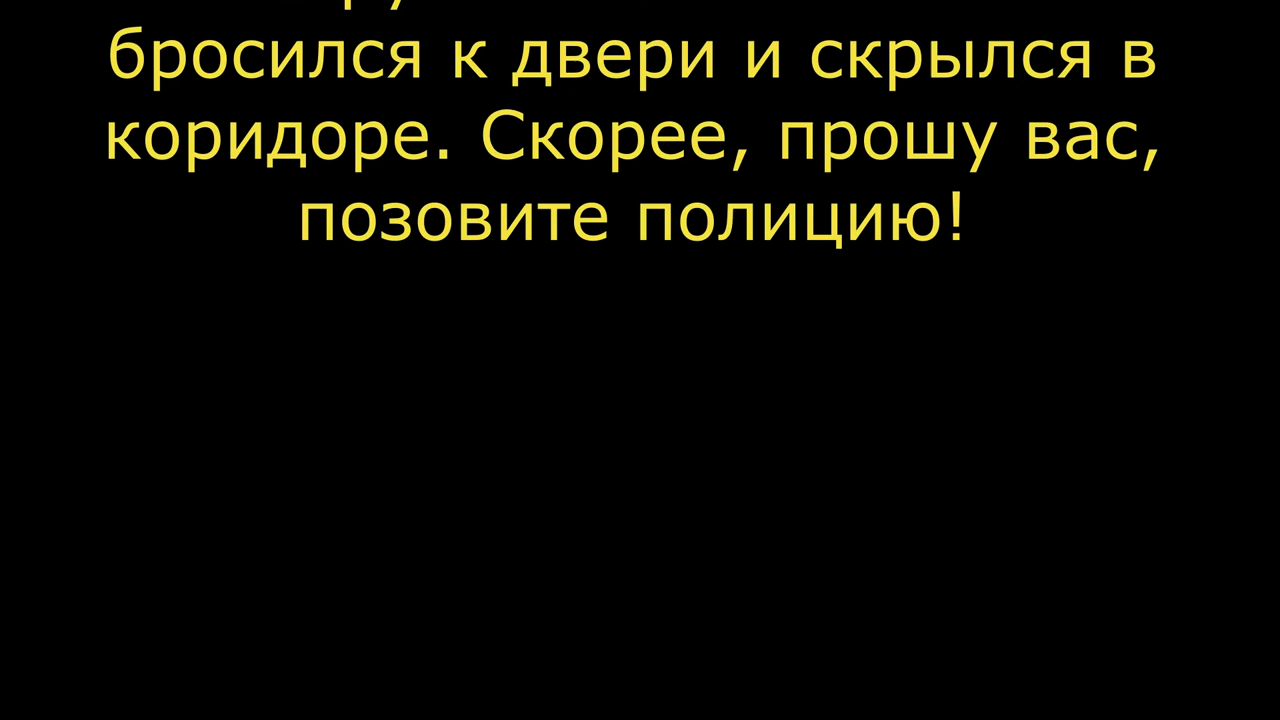 бросился к двери и скрылся в
коридоре. Скорее, прошу вас,
позовите полицию!